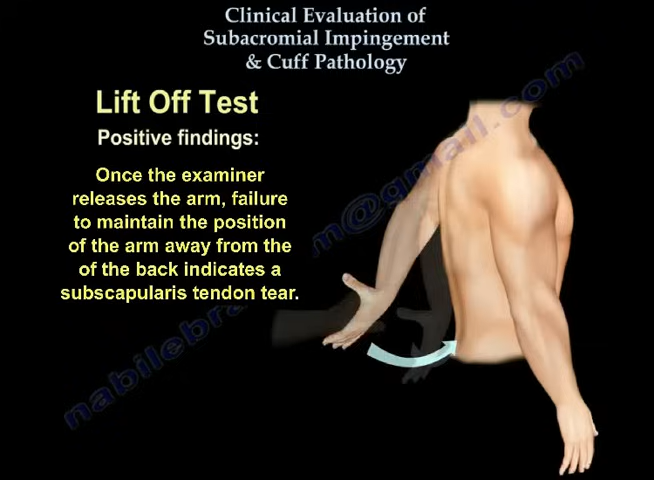 Clinical Evaluation of
Subacromial Impingement
& Cuff Pathology
Lift Off Test
Positive findings:
Once the examiner
releases the arm, failure
to maintain the position
of the arm away from the
of the back indicates a
subscapularis tendon tear.